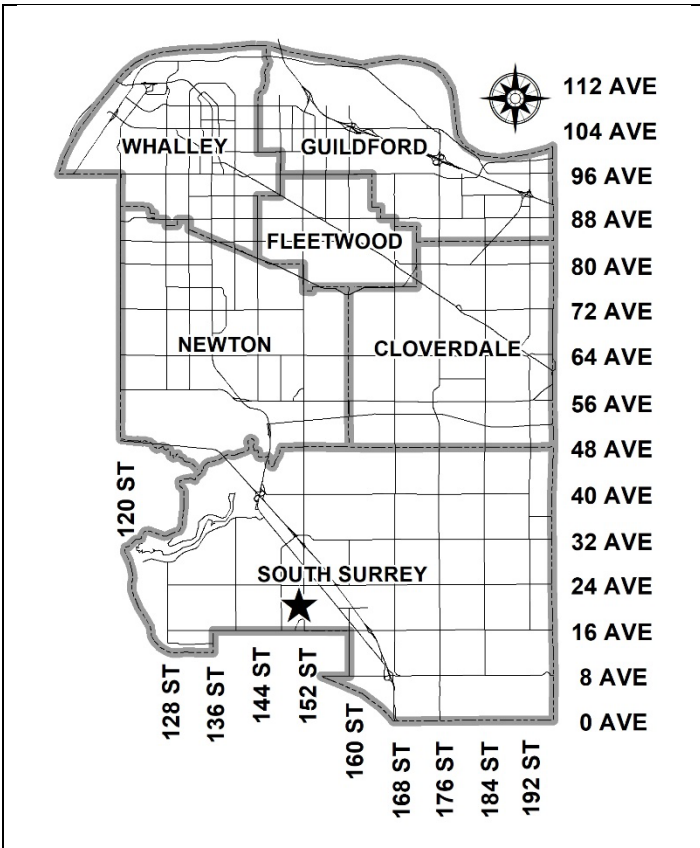 112 AVE
104 AVE
WHALLEY
GUILDFORD
96 AVE
88 AVE
FLEETWOOD
80 AVE
72 AVE
NEWTON
CLOVERDALE
64 AVE
56 AVE
48 AVE
120 ST
40 AVE
32 AVE
SOUTH SURREY
24 AVE
16 AVE
8 AVE
0 AVE
128 ST
136 ST
144 ST
152 ST
160 ST
168 ST
176 ST
184 ST
192 ST